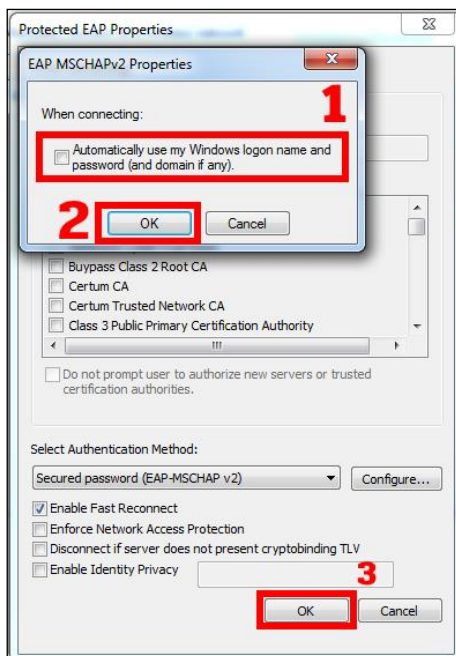 Protected EAP Properties
EAP MSCHAPv2 Properties
When connecting:
1
Automatically use my Windows logon name and
password (and domain if any).
2
OK
Cancel
Buypass Class 2 Root CA
Certum CA
Certum Trusted Network CA
Class 3 Public Primary Certification Authority
Do not prompt user to authorize new servers or trusted
certification authorities.
Select Authentication Method:
Secured password (EAP-MSCHAP v2)
Configure...
Enable Fast Reconnect
Enforce Network Access Protection
Disconnect if server does not present cryptobinding TLV
Enable Identity Privacy
3
OK
Cancel